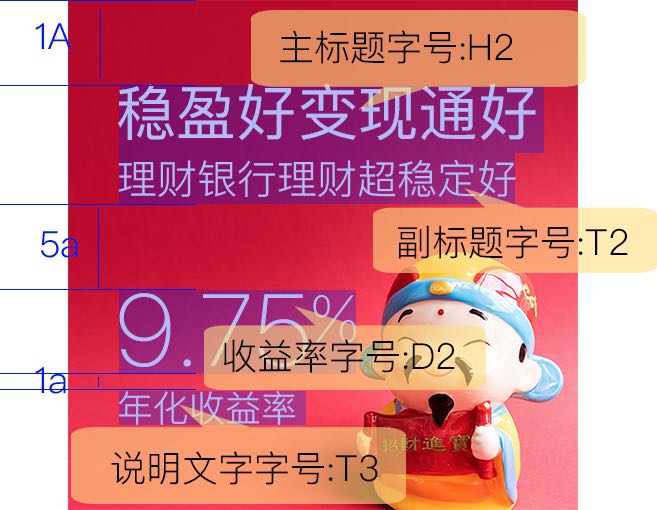 1A
主标题字号:H2
稳盈好变现通好
理财银行理财超稳定好
5a
副标题字号:T2
9.75%
收益率字号:D2
1a
年化收益率
招財進寶
说明文字字号:T3